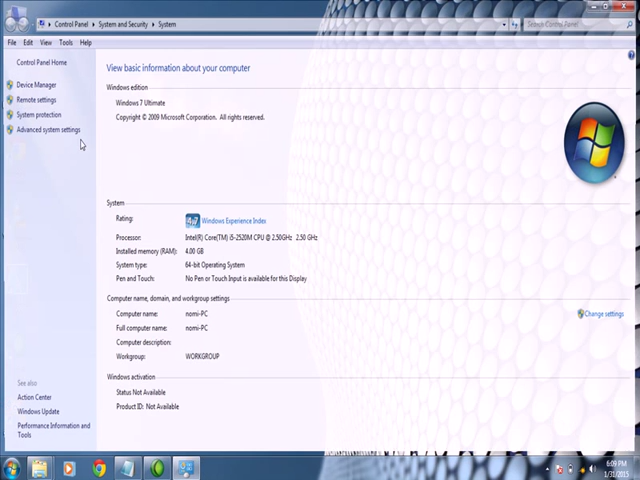 Control Panel ▸ System and Security ▸ System
Search Control Panel
File Edit View Tools Help
Control Panel Home
Device Manager
Remote settings
System protection
Advanced system settings
View basic information about your computer
Windows edition
Windows 7 Ultimate
Copyright © 2009 Microsoft Corporation. All rights reserved.
System
Rating: 4.7 Windows Experience Index
Processor: Intel(R) Core(TM) i5-2520M CPU @ 2.50GHz 2.50 GHz
Installed memory (RAM): 4.00 GB
System type: 64-bit Operating System
Pen and Touch: No Pen or Touch Input is available for this Display
Computer name, domain, and workgroup settings
Computer name: nomi-PC
Change settings
Full computer name: nomi-PC
Computer description:
Workgroup: WORKGROUP
Windows activation
Status Not Available
Product ID: Not Available
See also
Action Center
Windows Update
Performance Information and
Tools
6:09 PM
1/31/2015